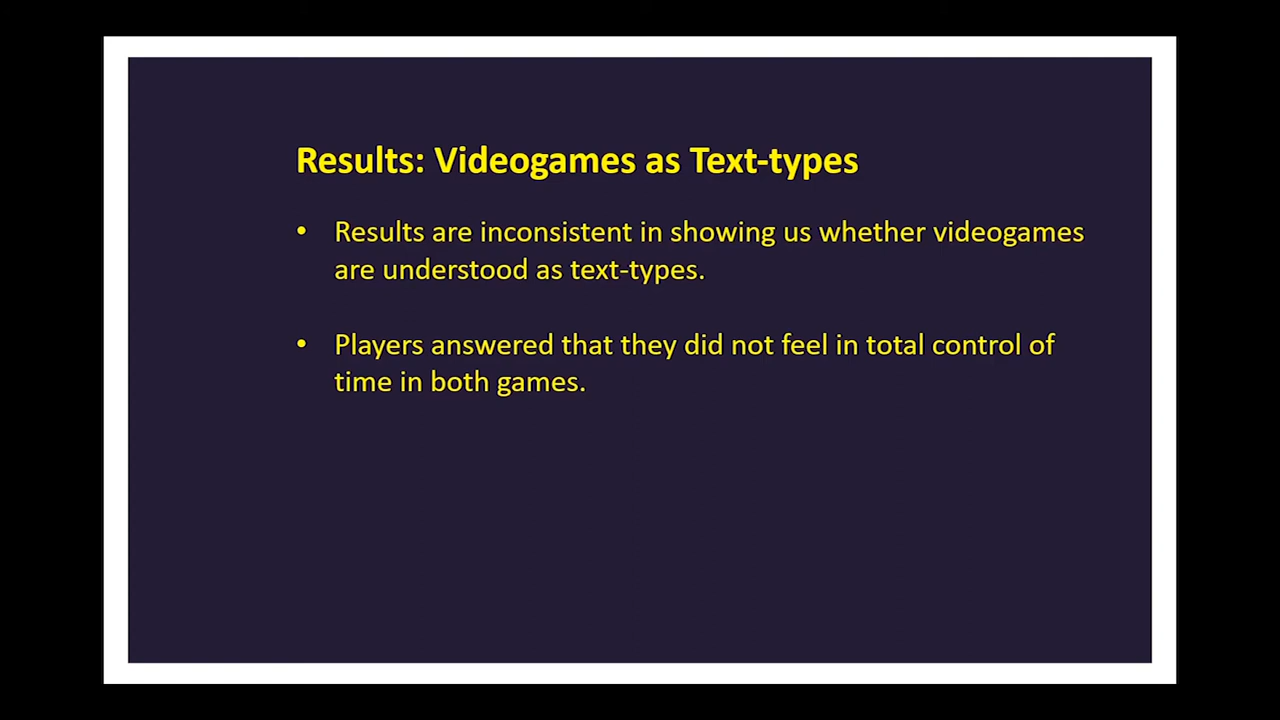 Results: Videogames as Text-types
• Results are inconsistent in showing us whether videogames
are understood as text-types.
• Players answered that they did not feel in total control of
time in both games.